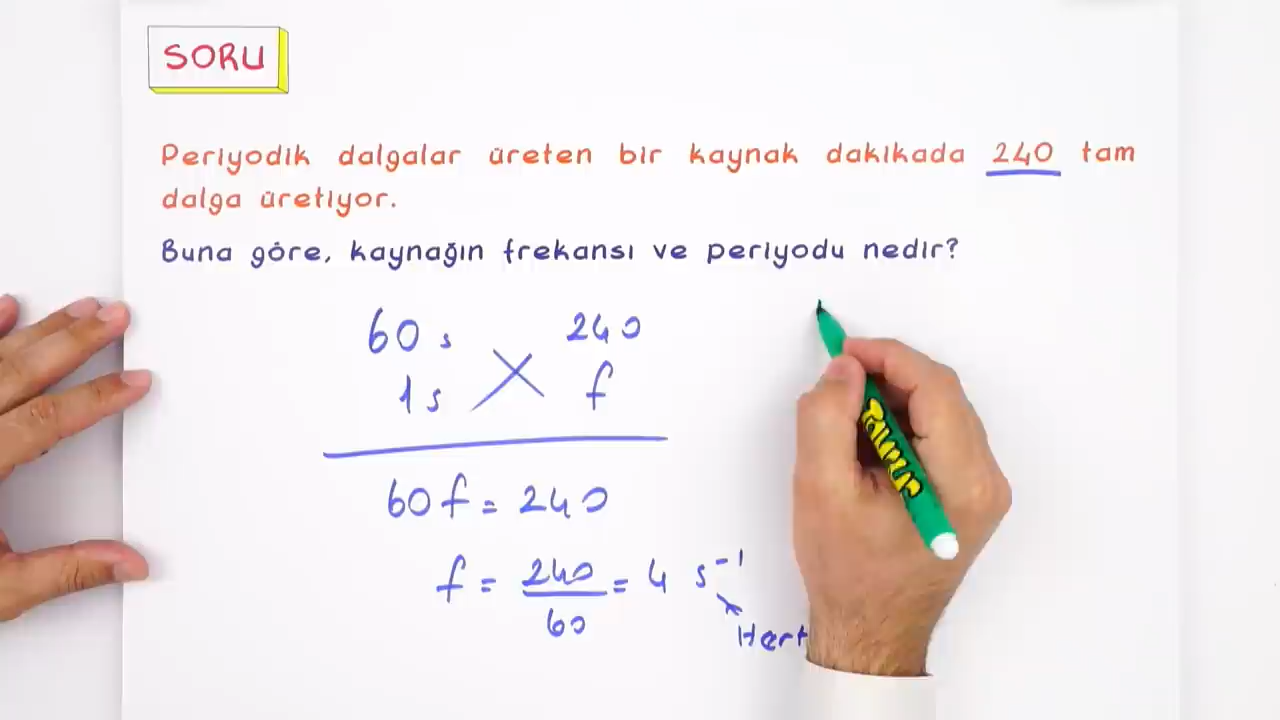 SORU
Periyodik dalgalar üreten bir kaynak dakikada 240 tam
dalga üretiyor.
Buna göre, kaynağın frekansı ve periyodu nedir?
60 s 240
1 s f
60 f = 240
f = 240 / 60 = 4 s⁻¹
Hert